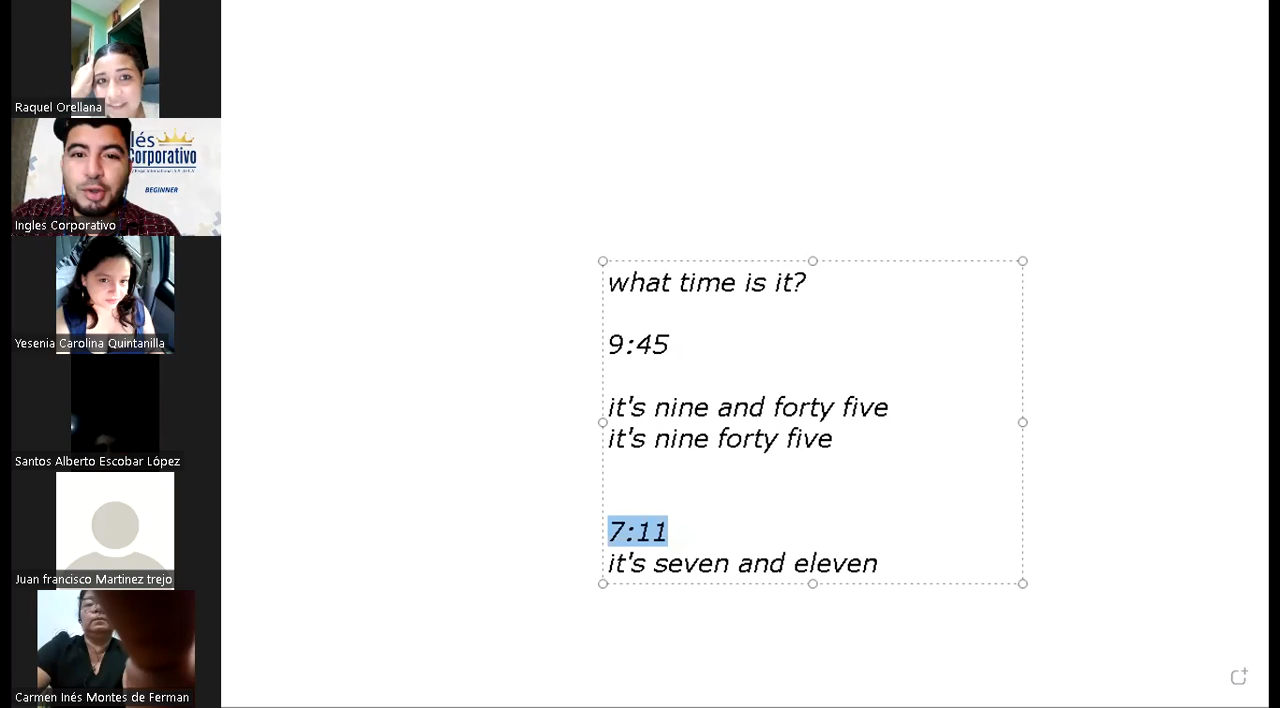 Raquel Orellana
lés
Corporativo
BEGINNER
Ingles Corporativo
Yesenia Carolina Quintanilla
Santos Alberto Escobar López
Juan francisco Martinez trejo
Carmen Inés Montes de Ferman
what time is it?
9:45
it's nine and forty five
it's nine forty five
7:11
it's seven and eleven